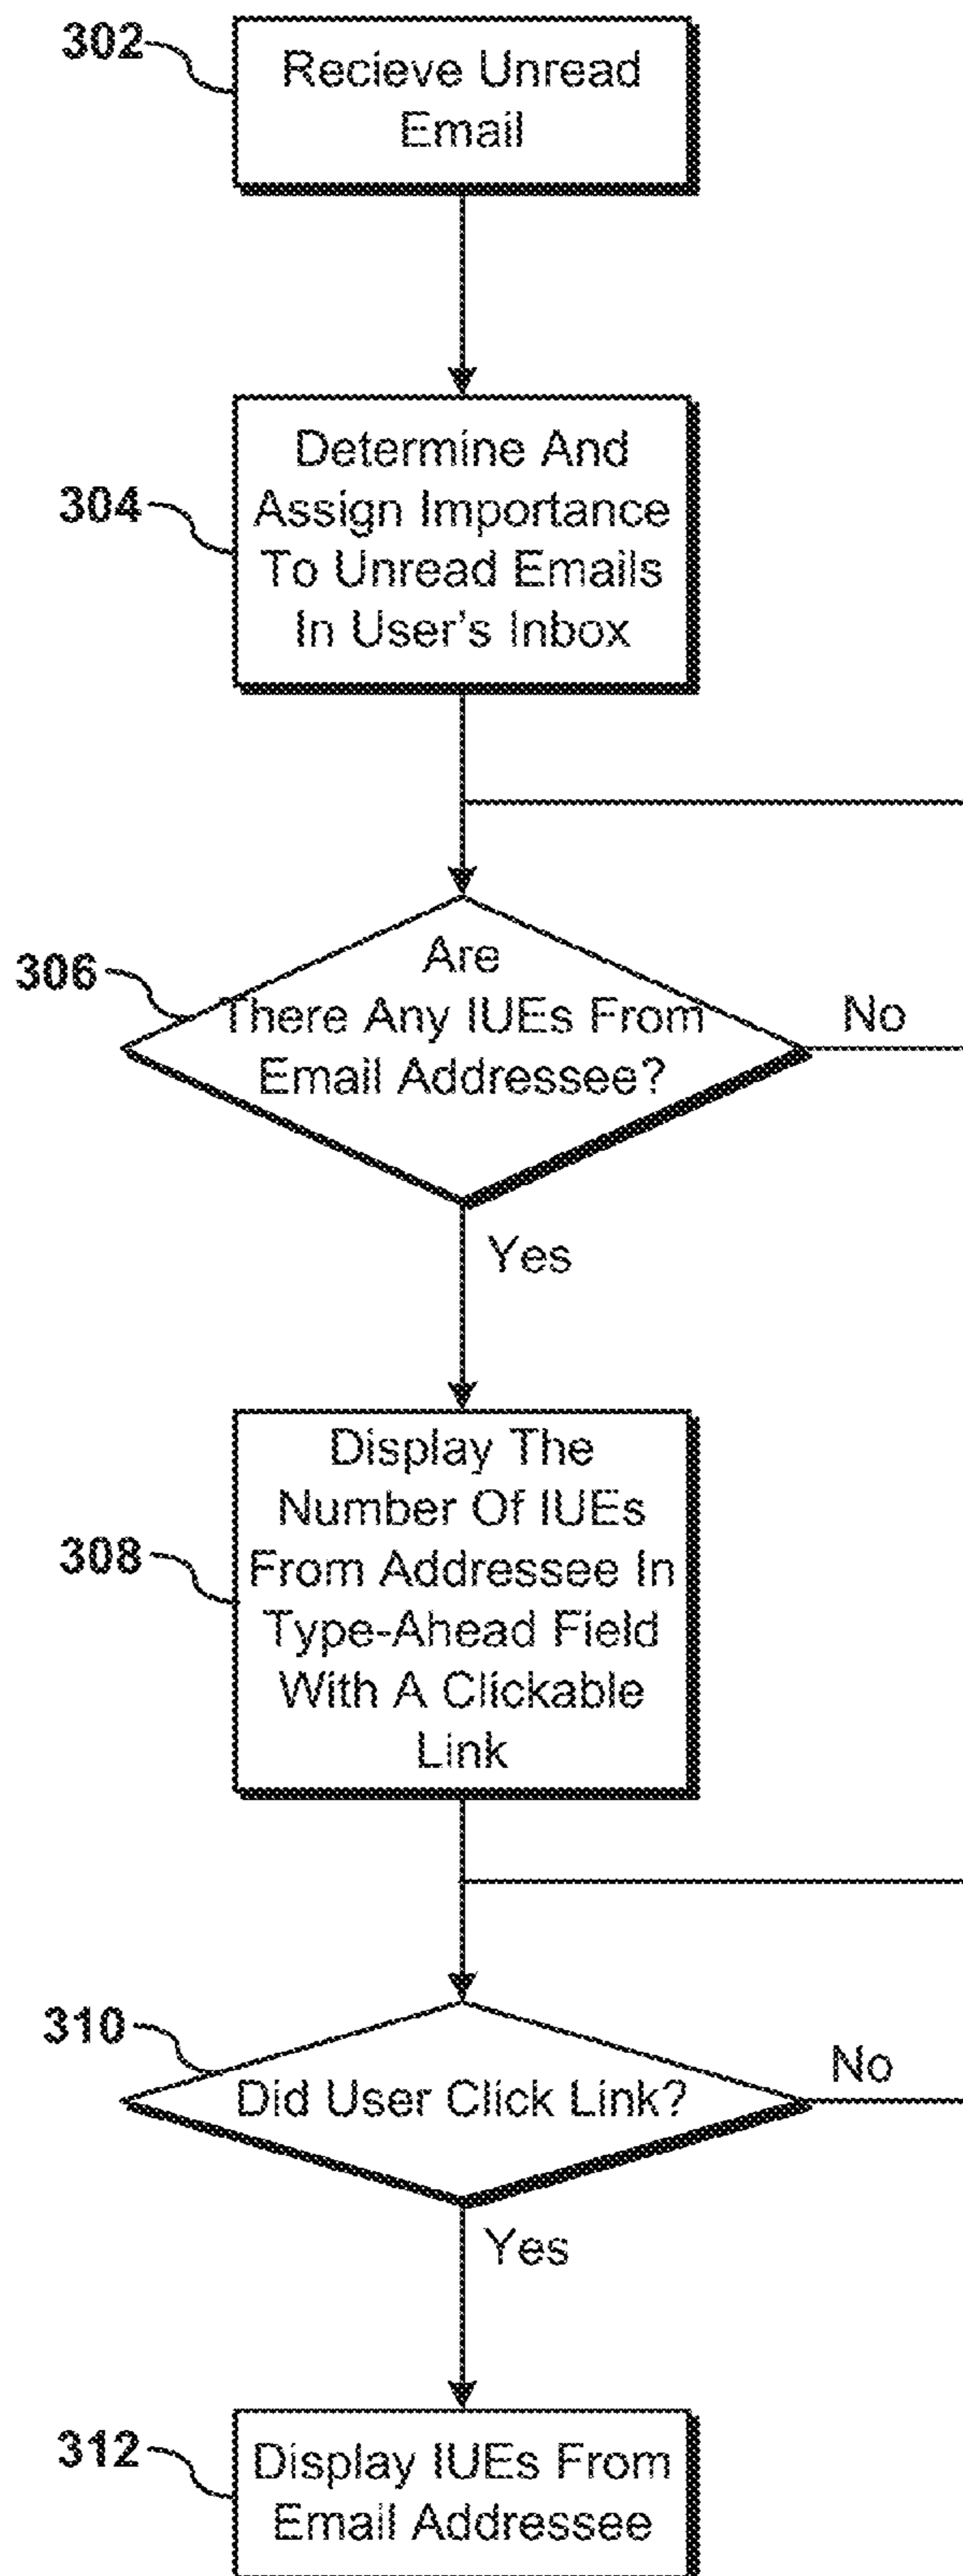 302
Recieve Unread
Email
304
Determine And
Assign Importance
To Unread Emails
In User's Inbox
306
Are
There Any IUEs From
Email Addressee?
No
Yes
308
Display The
Number Of IUEs
From Addressee In
Type-Ahead Field
With A Clickable
Link
310
Did User Click Link?
No
Yes
312
Display IUEs From
Email Addressee